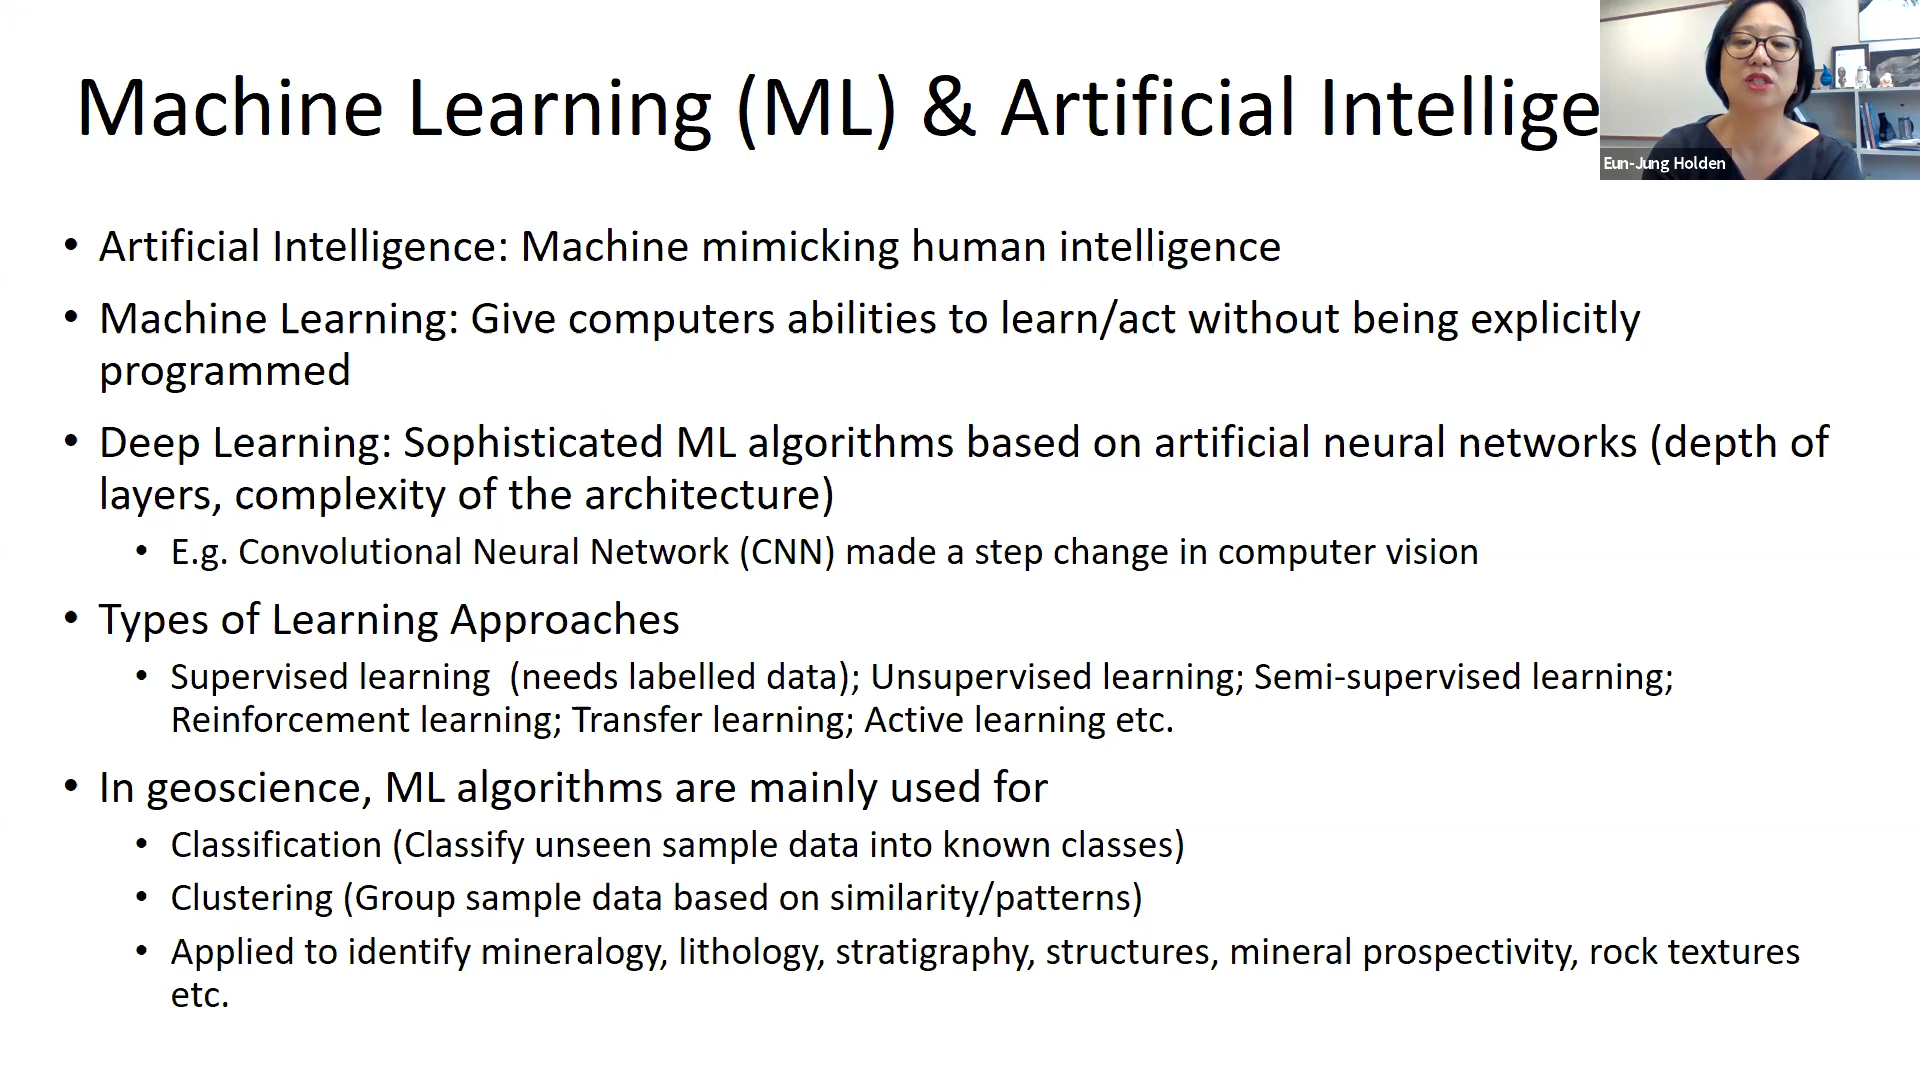 Machine Learning (ML) & Artificial Intellige
Eun-Jung Holden
• Artificial Intelligence: Machine mimicking human intelligence
• Machine Learning: Give computers abilities to learn/act without being explicitly
programmed
• Deep Learning: Sophisticated ML algorithms based on artificial neural networks (depth of
layers, complexity of the architecture)
• E.g. Convolutional Neural Network (CNN) made a step change in computer vision
• Types of Learning Approaches
• Supervised learning (needs labelled data); Unsupervised learning; Semi-supervised learning;
Reinforcement learning; Transfer learning; Active learning etc.
• In geoscience, ML algorithms are mainly used for
• Classification (Classify unseen sample data into known classes)
• Clustering (Group sample data based on similarity/patterns)
• Applied to identify mineralogy, lithology, stratigraphy, structures, mineral prospectivity, rock textures
etc.